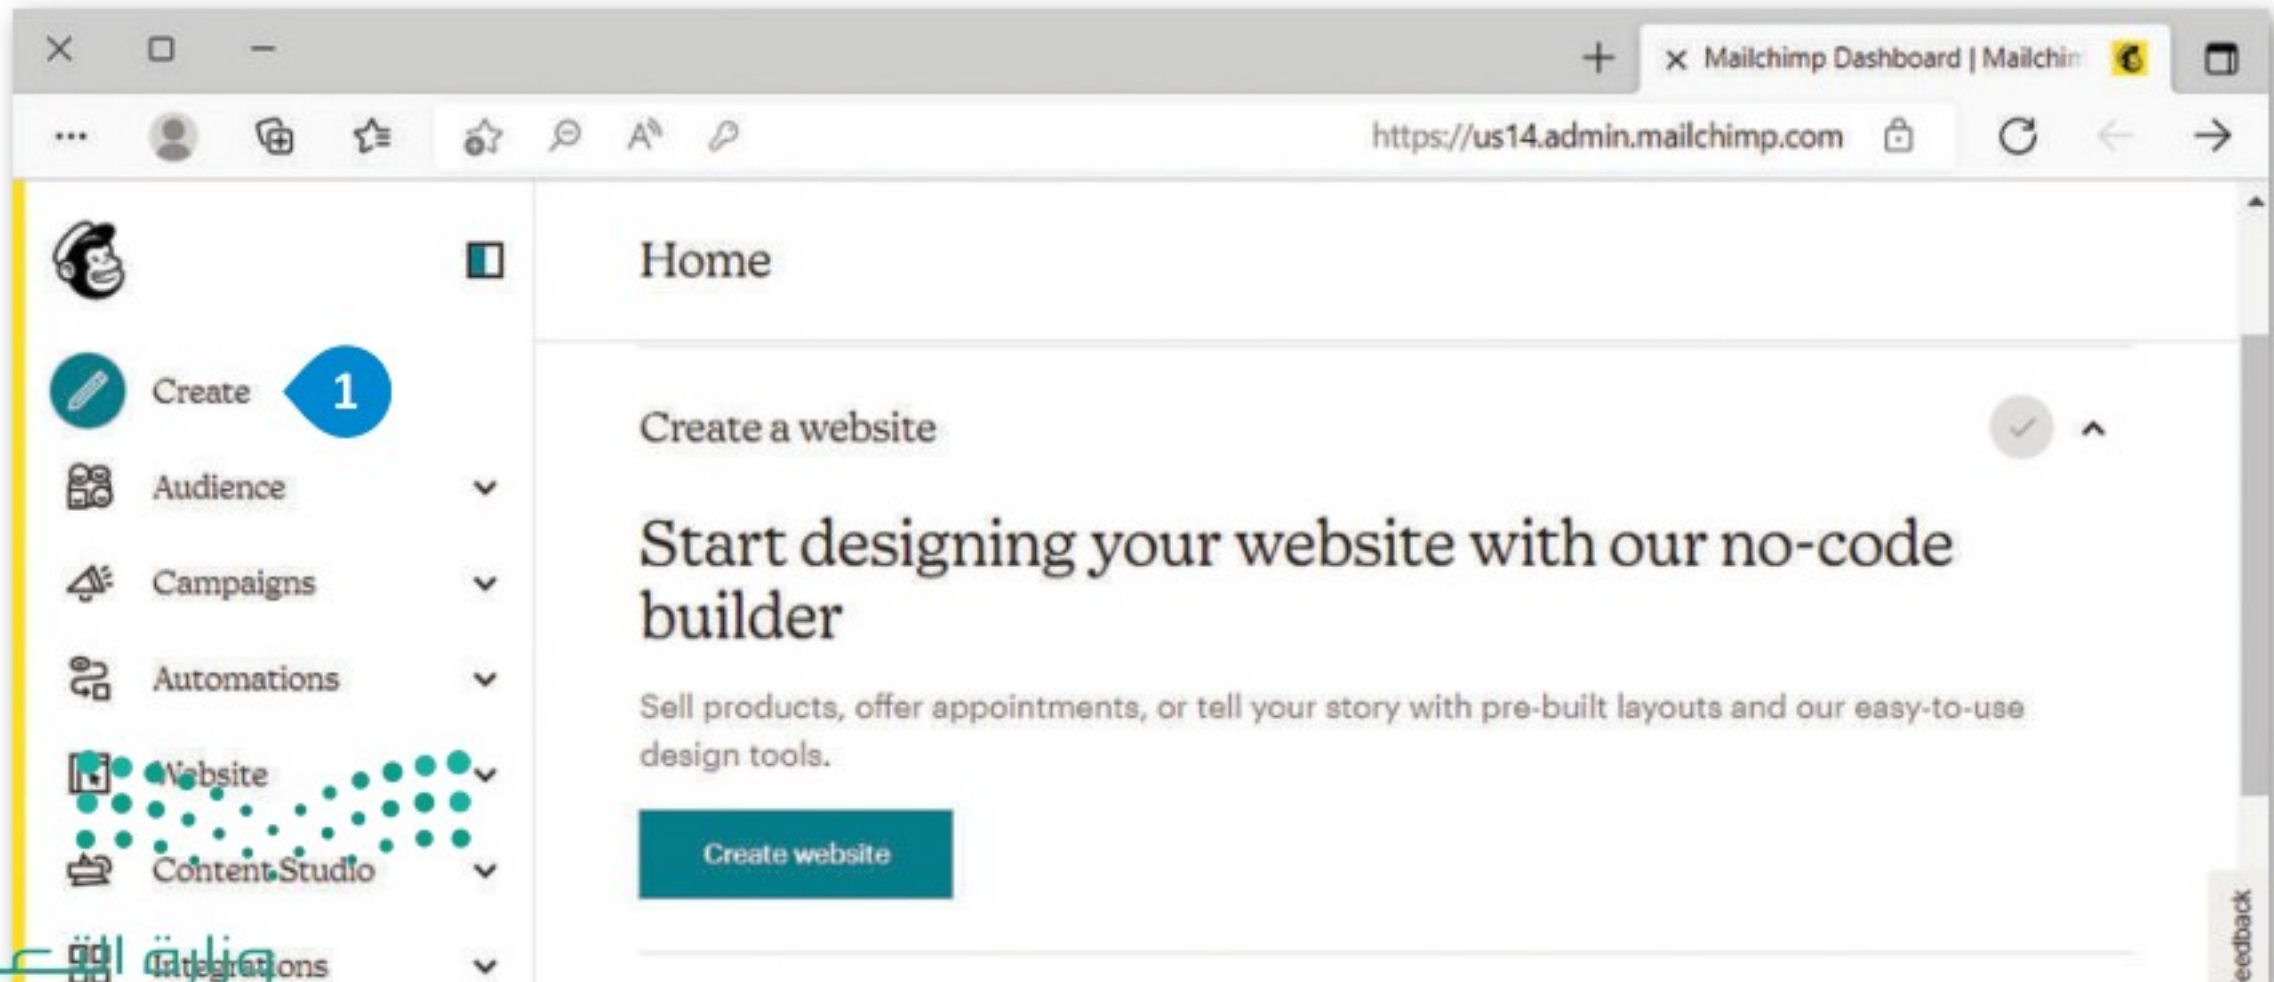 Mailchimp Dashboard | Mailchim
https://us14.admin.mailchimp.com
Home
Create
1
Audience
Campaigns
Automations
Website
Content Studio
Integrations
Create a website
Start designing your website with our no-code
builder
Sell products, offer appointments, or tell your story with pre-built layouts and our easy-to-use
design tools.
Create website
eedback
وزارة التع